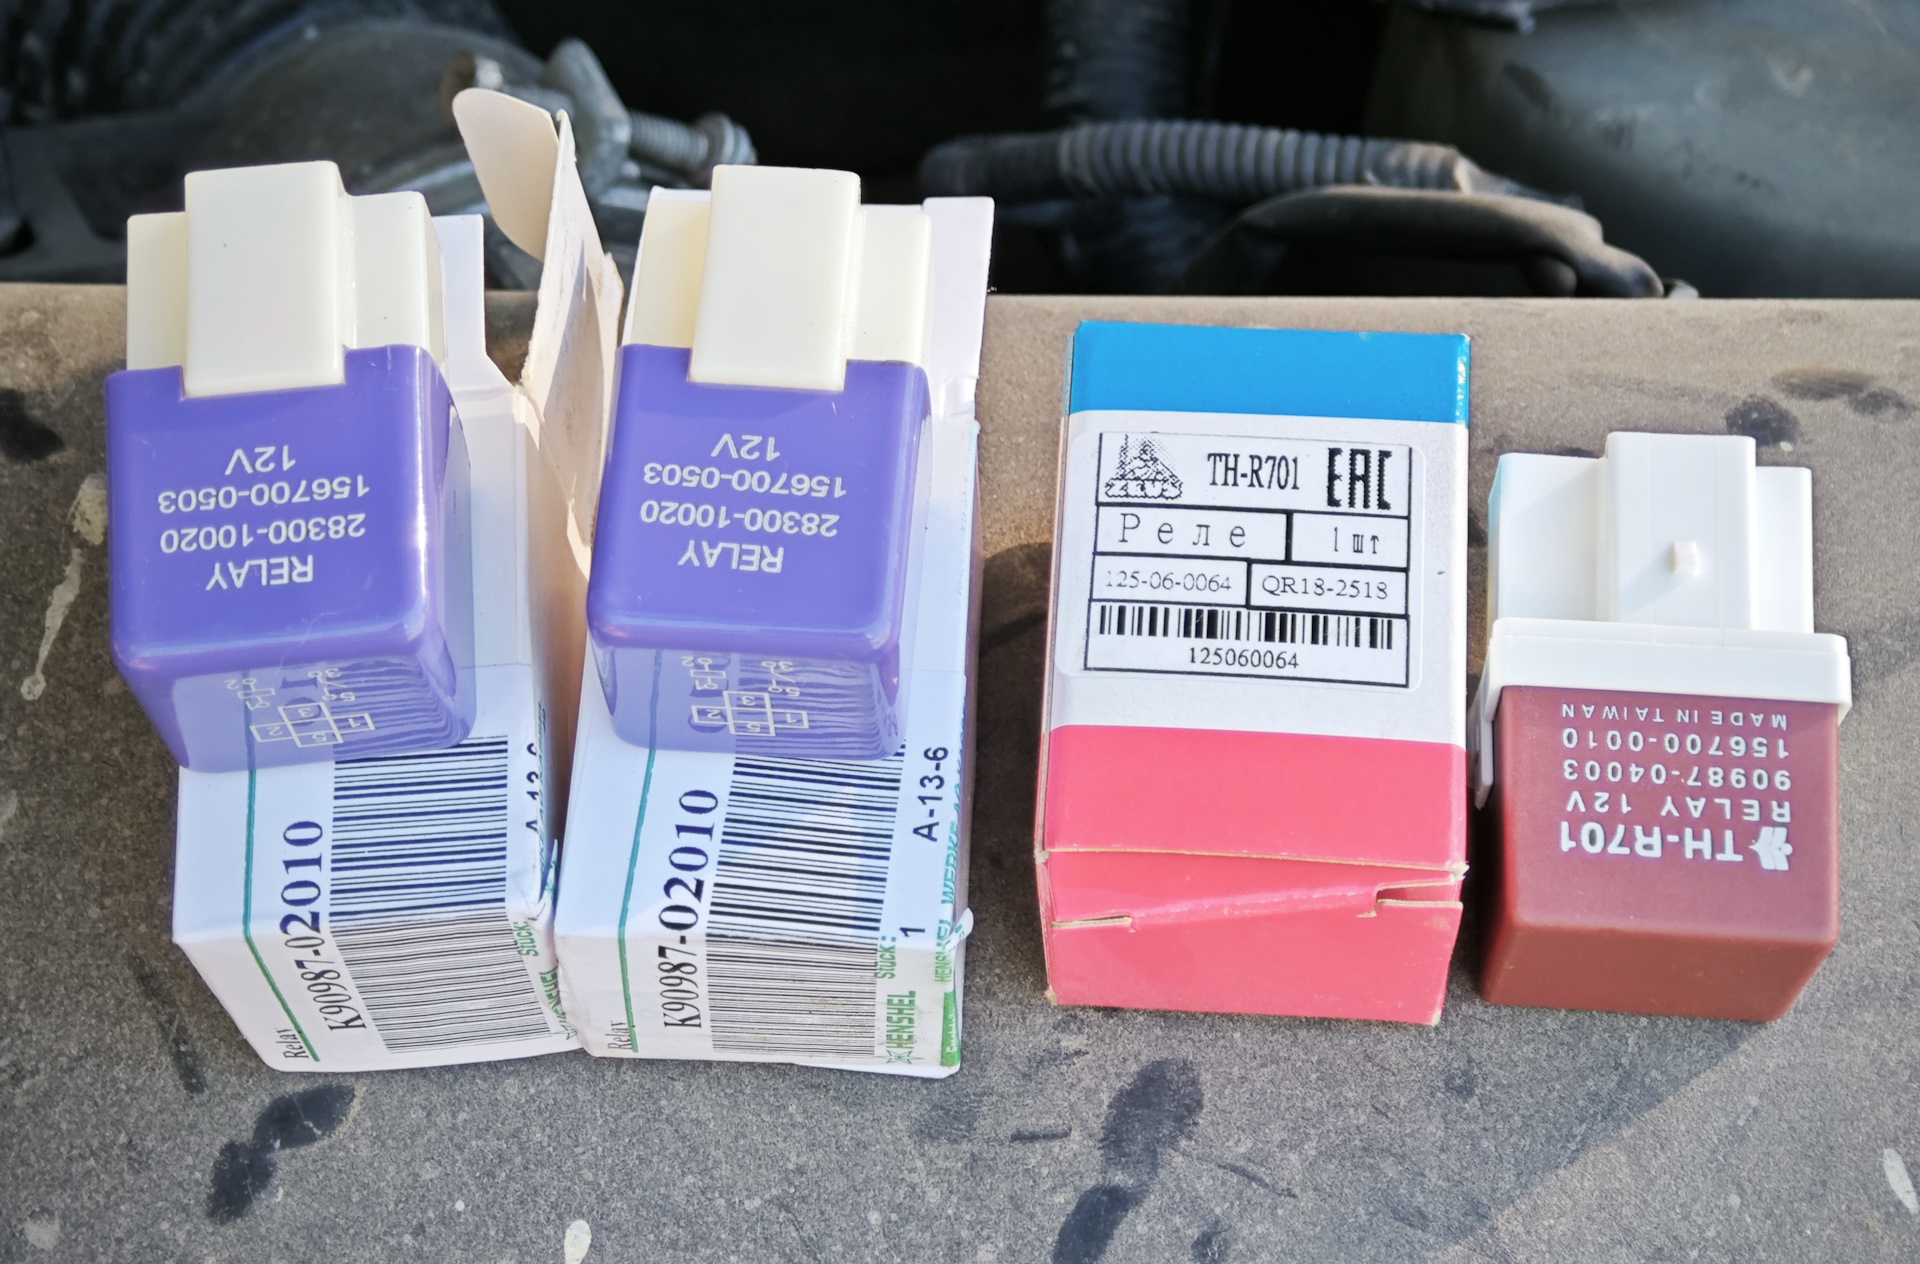 RELAY
28300-10020
156700-0503
12V
Relay
K90987-02010
A-13-6
Stück:
RELAY
28300-10020
156700-0503
12V
Relay
K90987-02010
A-13-6
1
Stück:
HENSHEL
TH-R701
EAC
Реле
1 шт
125-06-0064
QR18-2518
125060064
TH-R701
RELAY 12V
90987-04003
156700-0010
MADE IN TAIWAN